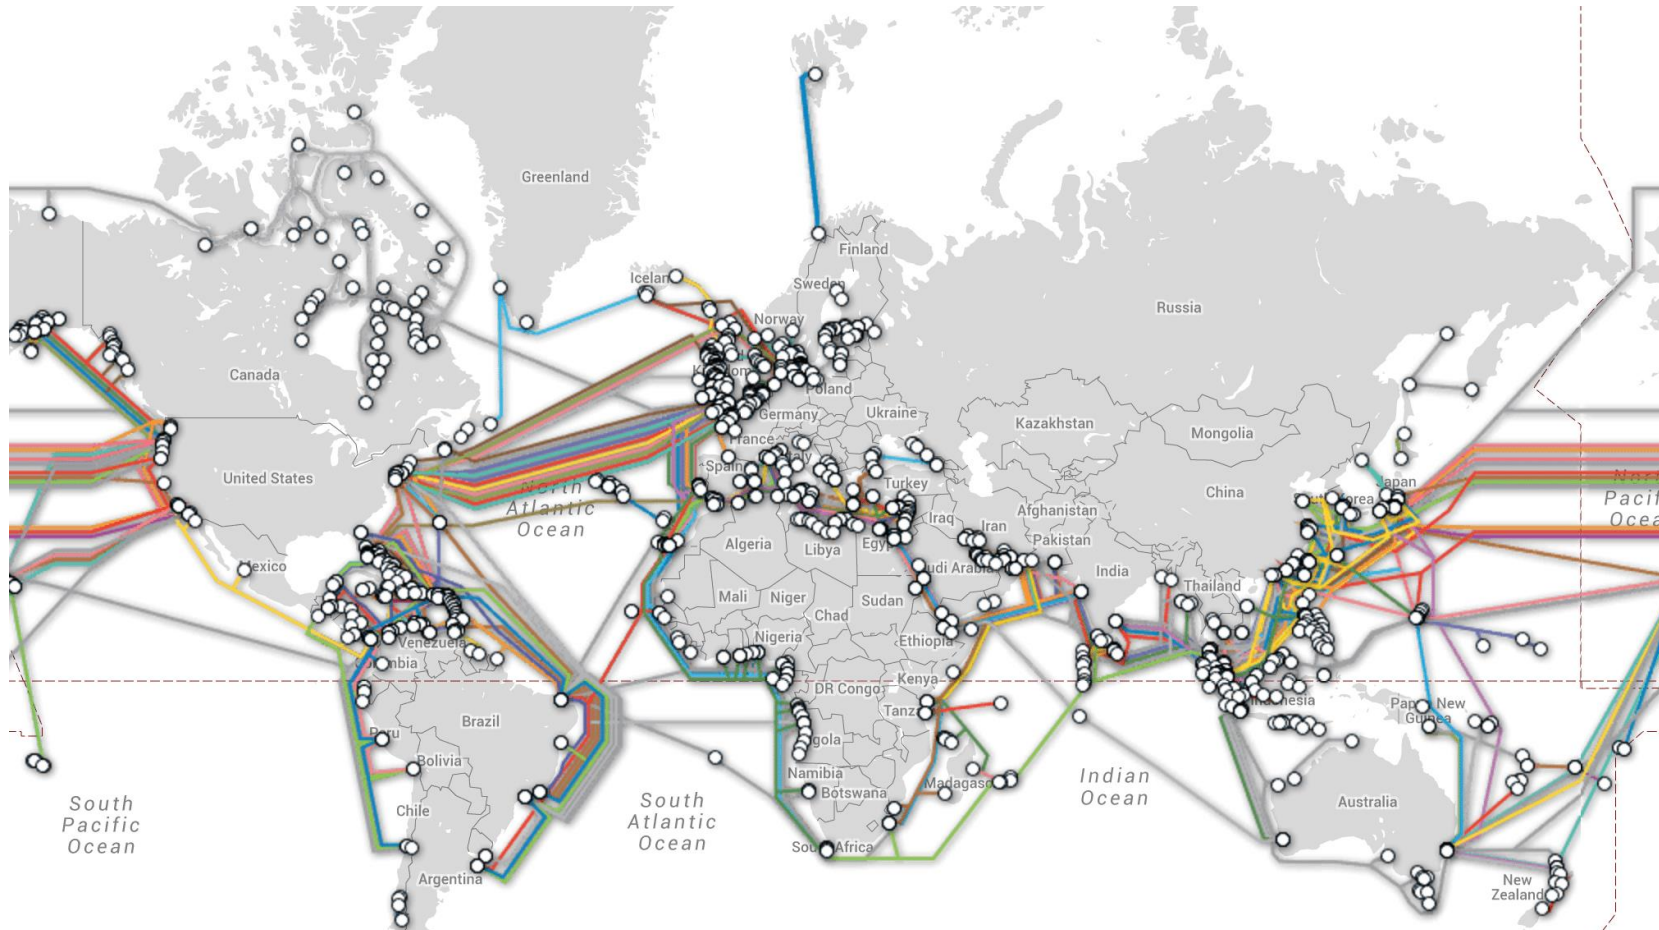 Greenland
Finland
Sweden
Norway
Russia
Canada
Poland
Germany
Ukraine
Kazakhstan
Mongolia
France
Spain
United States
North
Atlantic
Ocean
Turkey
China
Japan
Iraq
Iran
Afghanistan
Pakistan
Algeria
Libya
Egyp
Mexico
India
Thailand
Mali
Niger
Chad
Sudan
Nigeria
Ethiopia
Venezuela
DR Congo
Kenya
Brazil
Peru
Bolivia
Namibia
Botswana
Madagasc
Indian
Ocean
Chile
South
Pacific
Ocean
South
Atlantic
Ocean
Australia
Argentina
New
Zealand